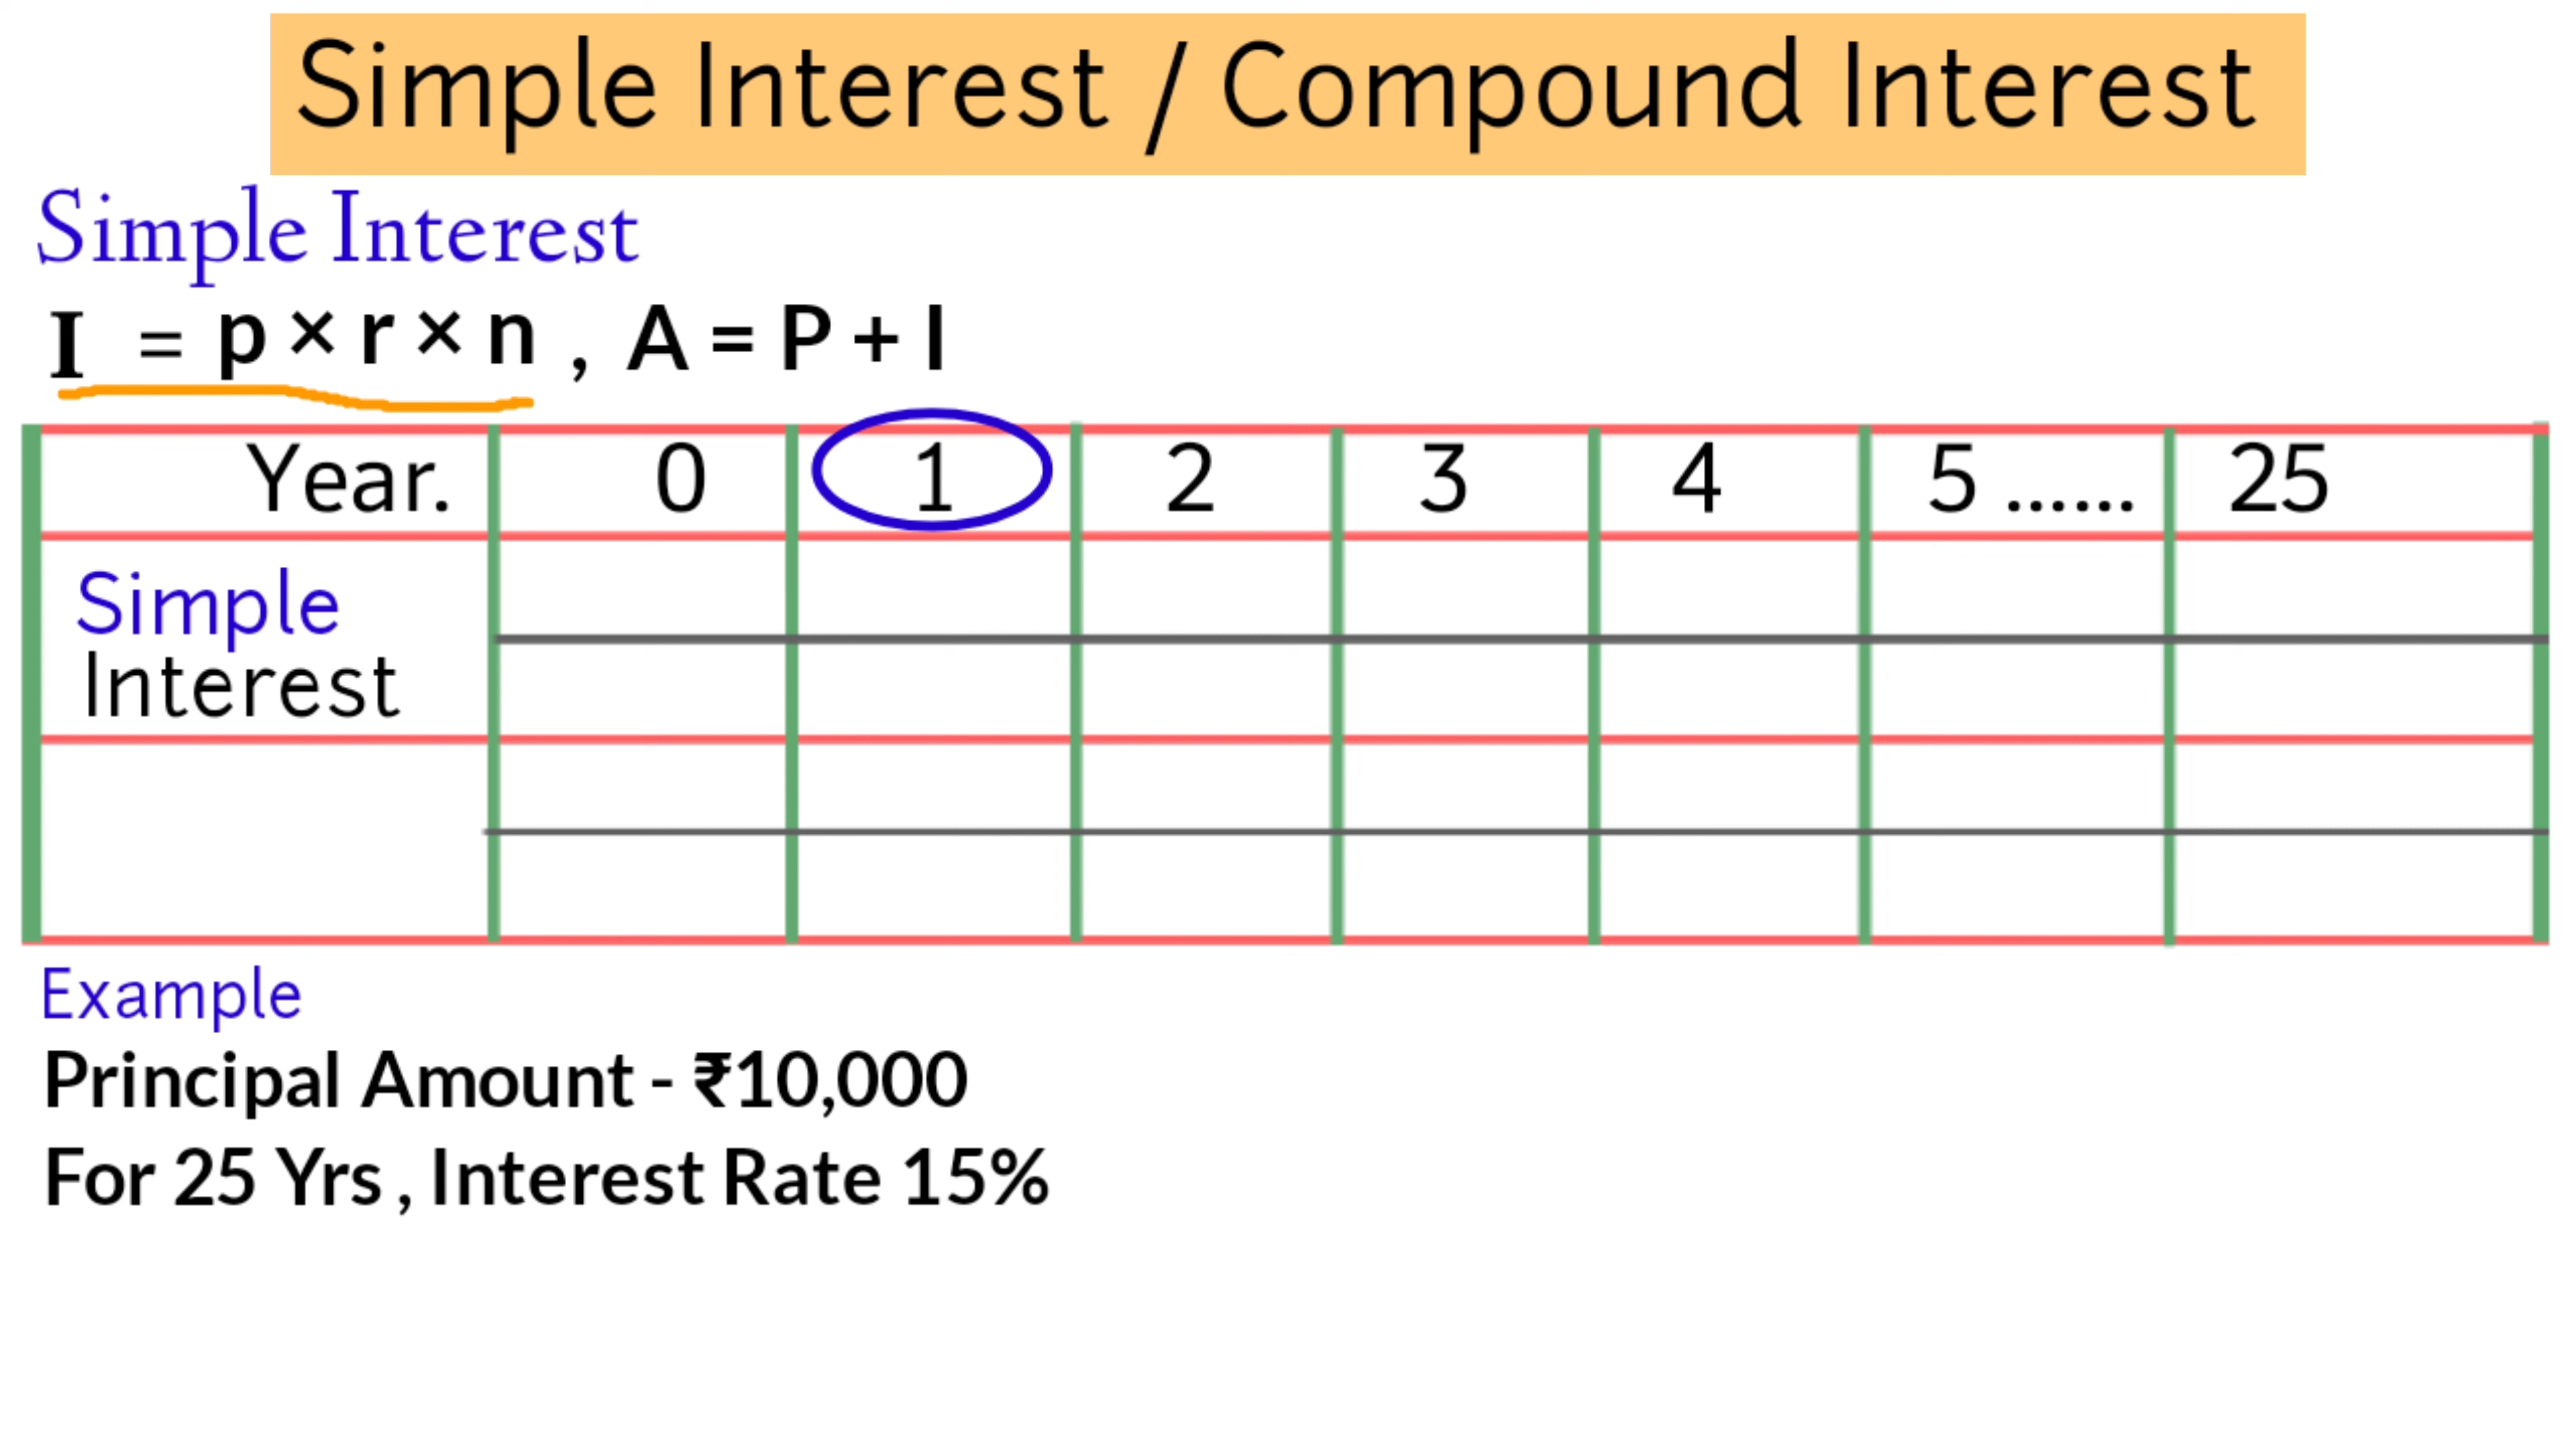 Simple Interest / Compound Interest
Simple Interest
I = p × r × n , A = P + I
Year. 0 1 2 3 4 5 ...... 25
Simple
Interest
Example
Principal Amount - ₹10,000
For 25 Yrs , Interest Rate 15%